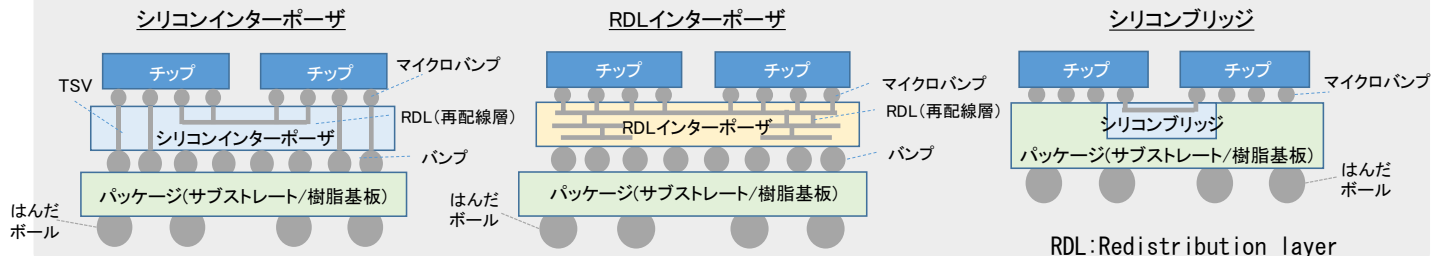 シリコンインターポーザ
チップ
チップ
マイクロバンプ
TSV
RDL(再配線層)
シリコンインターポーザ
バンプ
パッケージ(サブストレート/樹脂基板)
はんだ
ボール
RDLインターポーザ
チップ
チップ
マイクロバンプ
RDL(再配線層)
RDLインターポーザ
バンプ
パッケージ(サブストレート/樹脂基板)
はんだ
ボール
シリコンブリッジ
チップ
チップ
マイクロバンプ
シリコンブリッジ
パッケージ(サブストレート/樹脂基板)
はんだ
ボール
RDL:Redistribution layer